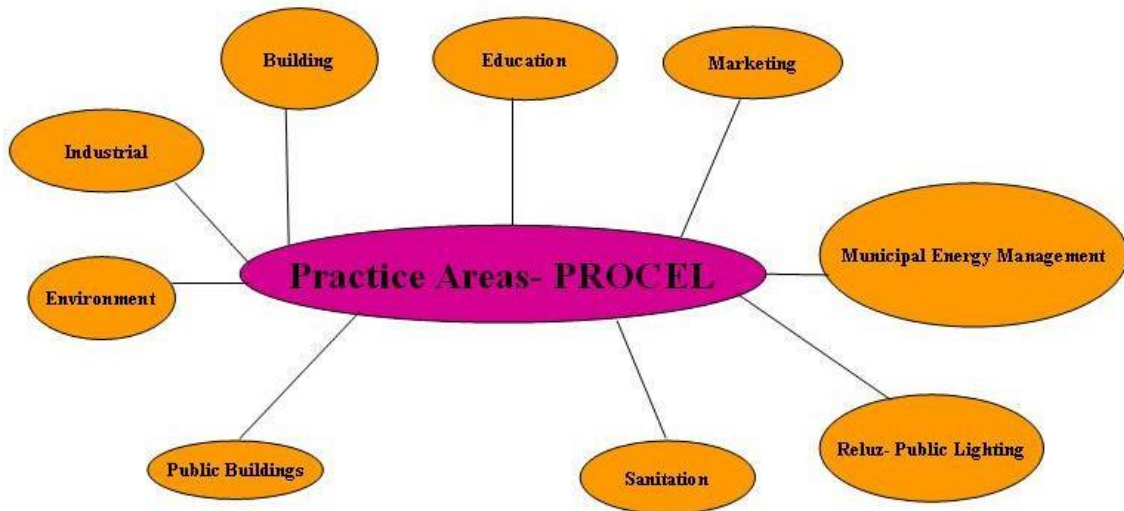 Building
Education
Marketing
Industrial
Municipal Energy Management
Practice Areas- PROCEL
Environment
Reluz- Public Lighting
Public Buildings
Sanitation